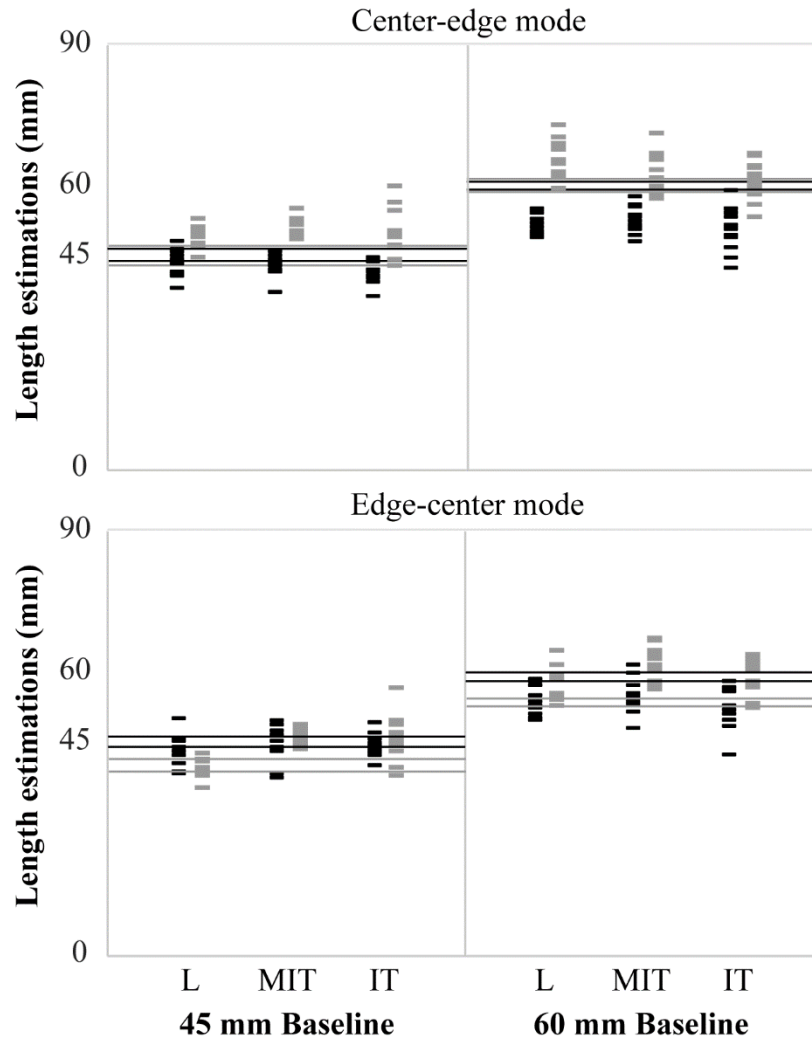 Center-edge mode
90
60
45
0
Length estimations (mm)
Edge-center mode
90
60
45
0
Length estimations (mm)
L MIT IT L MIT IT
45 mm Baseline 60 mm Baseline